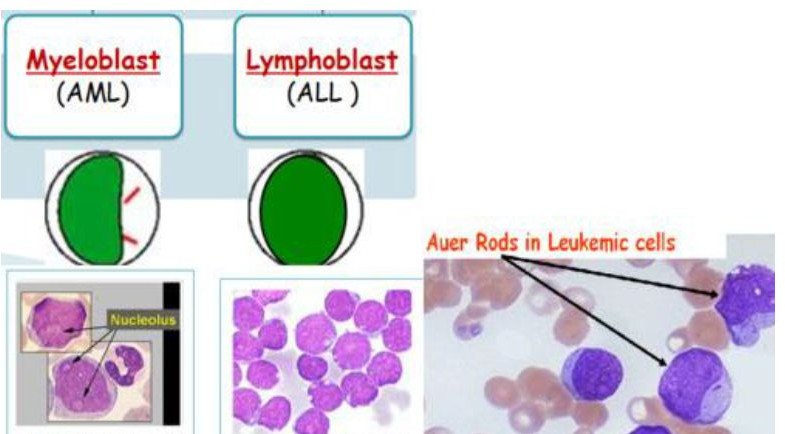 Myeloblast
(AML)
Lymphoblast
(ALL )
Auer Rods in Leukemic cells
Nucleolus